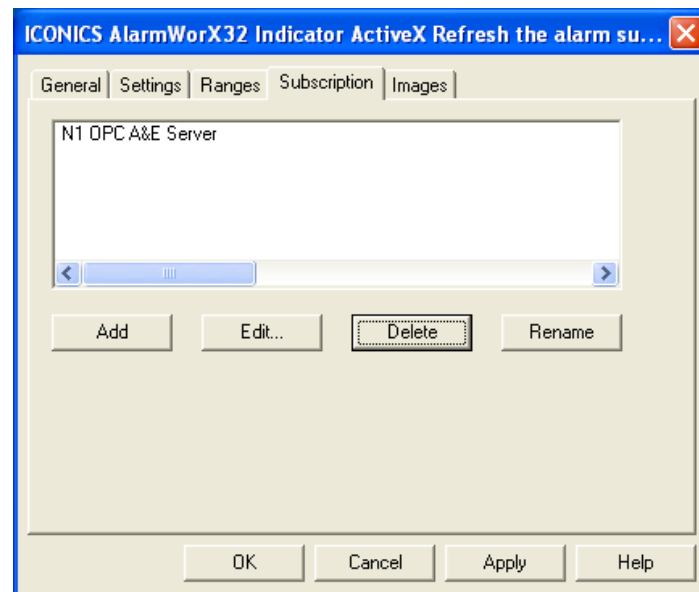 ICONICS AlarmWorX32 Indicator ActiveX Refresh the alarm su...
General Settings Ranges Subscription Images
N1 OPC A&E Server
Add Edit... Delete Rename
OK Cancel Apply Help